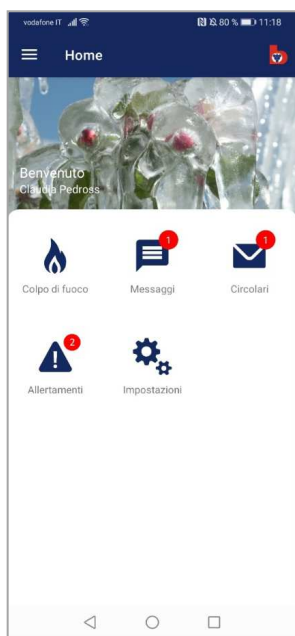 vodafone IT 80 % 11:18
Home
Benvenuto
Claudia Pedross
1 1
Colpo di fuoco Messaggi Circolari
2
Allertamenti Impostazioni